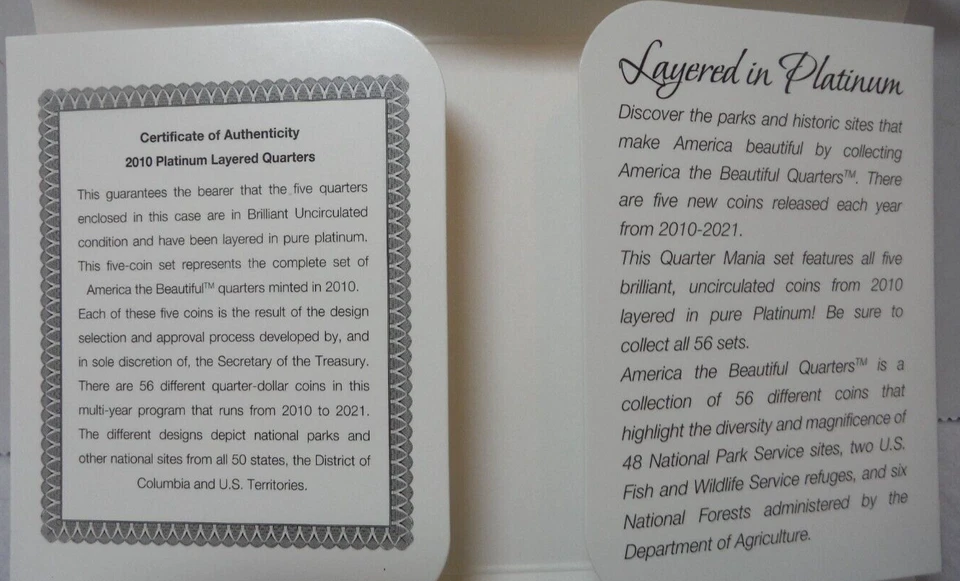 Certificate of Authenticity
2010 Platinum Layered Quarters
This guarantees the bearer that the five quarters
enclosed in this case are in Brilliant Uncirculated
condition and have been layered in pure platinum.
This five-coin set represents the complete set of
America the Beautiful™ quarters minted in 2010.
Each of these five coins is the result of the design
selection and approval process developed by, and
in sole discretion of, the Secretary of the Treasury.
There are 56 different quarter-dollar coins in this
multi-year program that runs from 2010 to 2021.
The different designs depict national parks and
other national sites from all 50 states, the District of
Columbia and U.S. Territories.
Layered in Platinum
Discover the parks and historic sites that
make America beautiful by collecting
America the Beautiful Quarters™. There
are five new coins released each year
from 2010-2021.
This Quarter Mania set features all five
brilliant, uncirculated coins from 2010
layered in pure Platinum! Be sure to
collect all 56 sets.
America the Beautiful Quarters™ is a
collection of 56 different coins that
highlight the diversity and magnificence of
48 National Park Service sites, two U.S.
Fish and Wildlife Service refuges, and six
National Forests administered by the
Department of Agriculture.